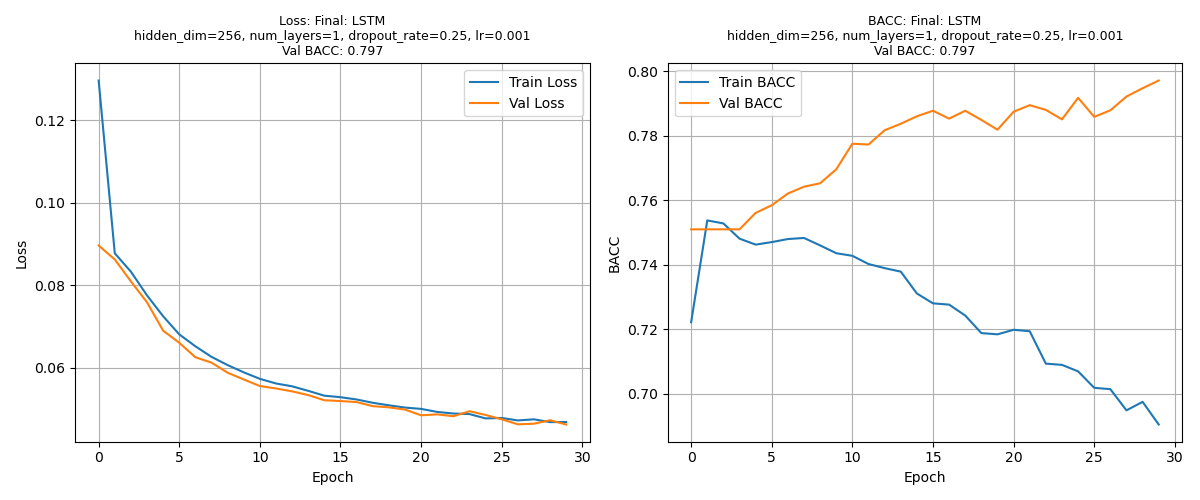 Loss: Final: LSTM
hidden_dim=256, num_layers=1, dropout_rate=0.25, lr=0.001
Val BACC: 0.797
Train Loss
Val Loss
0.12
0.10
0.08
0.06
Loss
0 5 10 15 20 25 30
Epoch
BACC: Final: LSTM
hidden_dim=256, num_layers=1, dropout_rate=0.25, lr=0.001
Val BACC: 0.797
Train BACC
Val BACC
0.80
0.78
0.76
0.74
0.72
0.70
BACC
0 5 10 15 20 25 30
Epoch